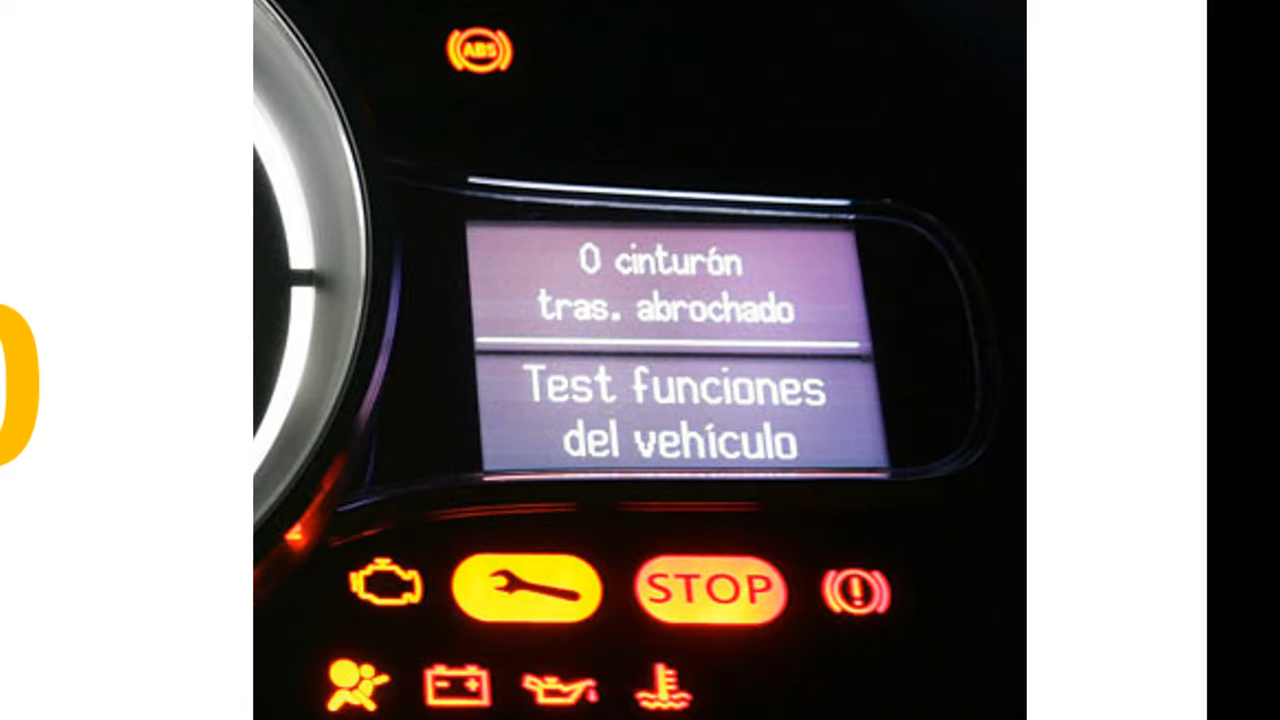 ABS
0 cinturón
tras. abrochado
Test funciones
del vehículo
STOP